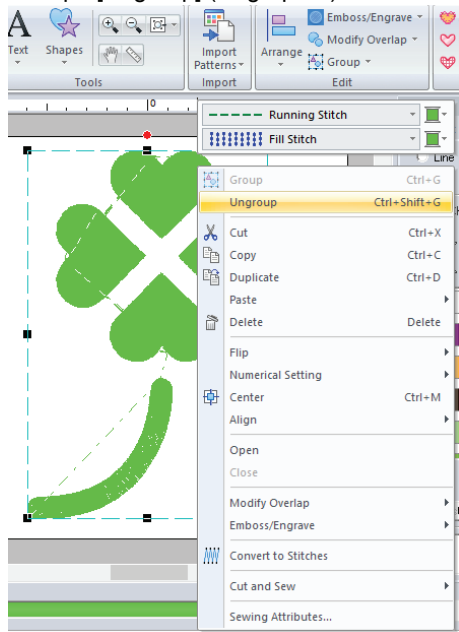 Text
Shapes
Tools
Import
Patterns
Import
Arrange
Emboss/Engrave
Modify Overlap
Group
Edit
0
Running Stitch
Fill Stitch
Line
Group Ctrl+G
Ungroup Ctrl+Shift+G
Cut Ctrl+X
Copy Ctrl+C
Duplicate Ctrl+D
Paste
Delete Delete
Flip
Numerical Setting
Center Ctrl+M
Align
Open
Close
Modify Overlap
Emboss/Engrave
Convert to Stitches
Cut and Sew
Sewing Attributes...